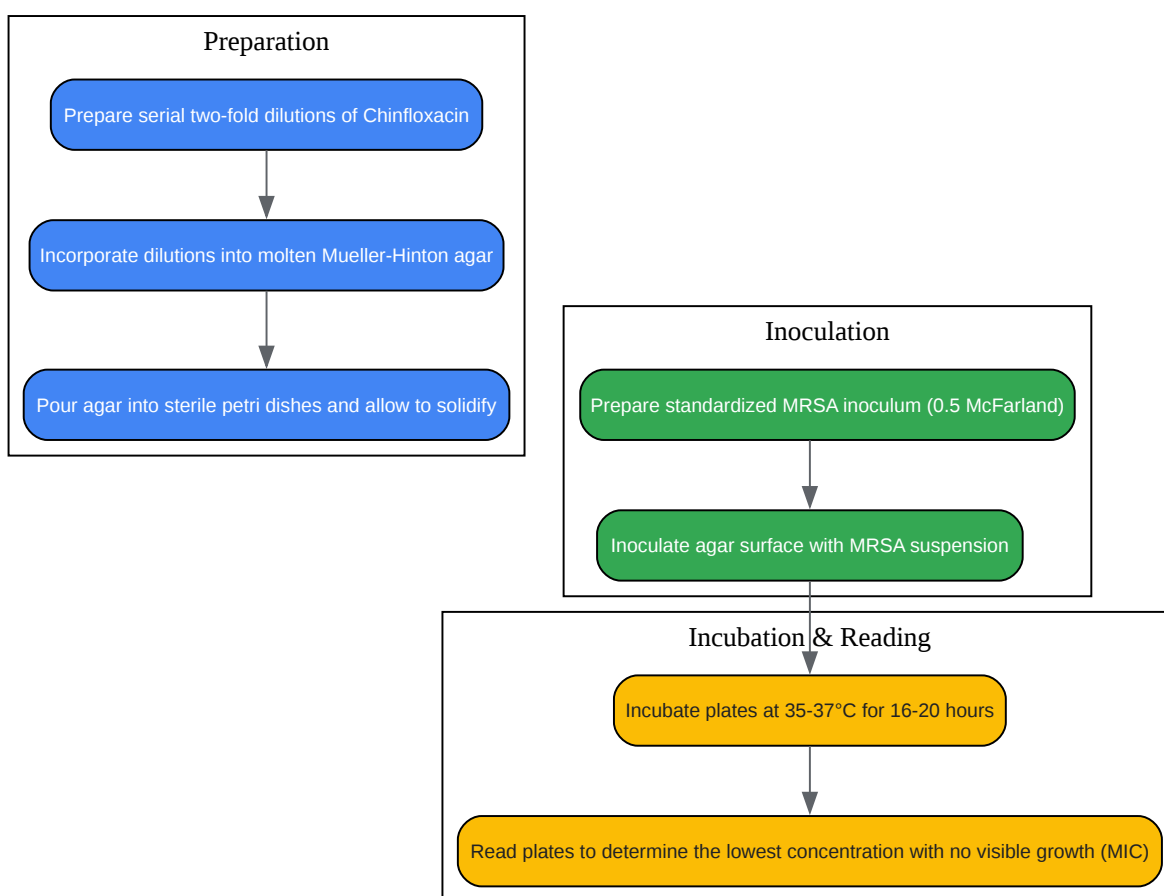 Preparation
Prepare serial two-fold dilutions of Chinfloxacin
Incorporate dilutions into molten Mueller-Hinton agar
Pour agar into sterile petri dishes and allow to solidify
Inoculation
Prepare standardized MRSA inoculum (0.5 McFarland)
Inoculate agar surface with MRSA suspension
Incubation & Reading
Incubate plates at 35-37°C for 16-20 hours
Read plates to determine the lowest concentration with no visible growth (MIC)